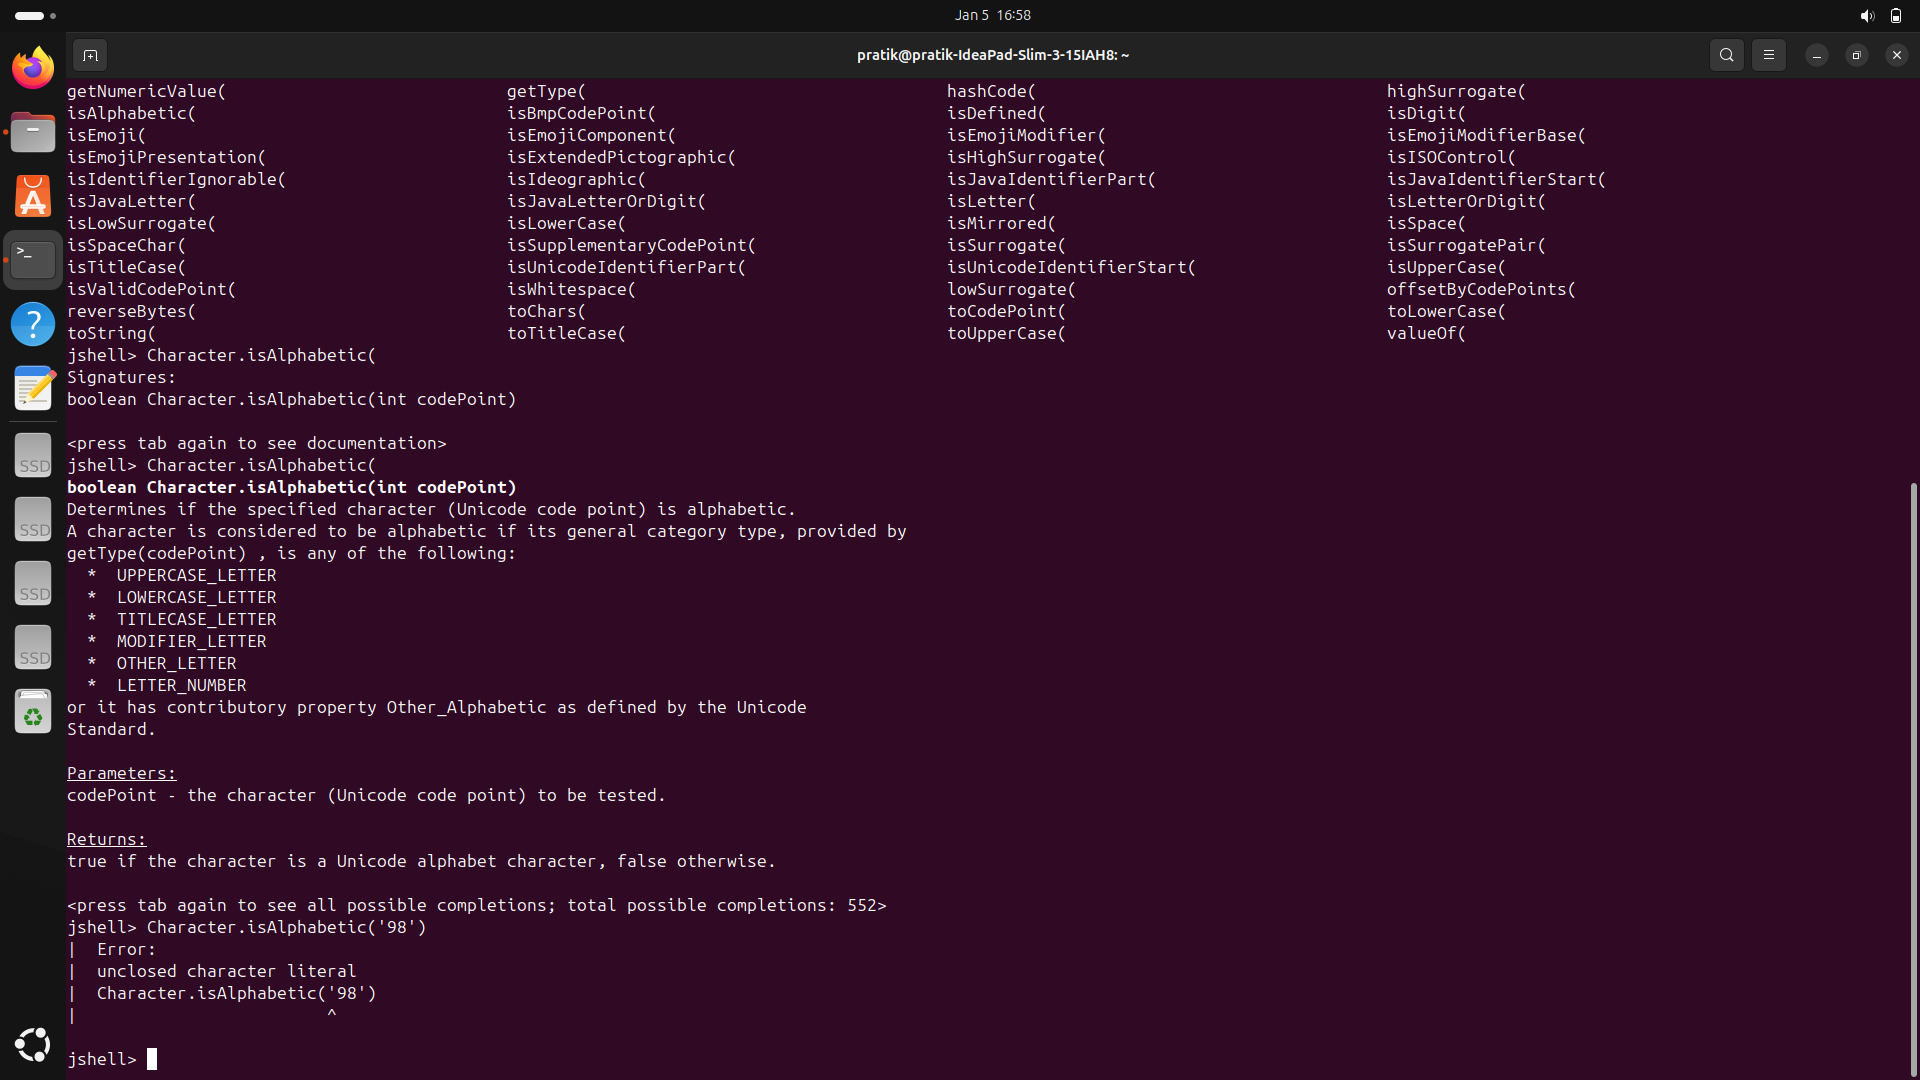 Jan 5 16:58
pratik@pratik-IdeaPad-Slim-3-15IAH8: ~
getNumericValue( getType( hashCode( highSurrogate(
isAlphabetic( isBmpCodePoint( isDefined( isDigit(
isEmoji( isEmojiComponent( isEmojiModifier( isEmojiModifierBase(
isEmojiPresentation( isExtendedPictographic( isHighSurrogate( isISOControl(
isIdentifierIgnorable( isIdeographic( isJavaIdentifierPart( isJavaIdentifierStart(
isJavaLetter( isJavaLetterOrDigit( isLetter( isLetterOrDigit(
isLowSurrogate( isLowerCase( isMirrored( isSpace(
isSpaceChar( isSupplementaryCodePoint( isSurrogate( isSurrogatePair(
isTitleCase( isUnicodeIdentifierPart( isUnicodeIdentifierStart( isUpperCase(
isValidCodePoint( isWhitespace( lowSurrogate( offsetByCodePoints(
reverseBytes( toChars( toCodePoint( toLowerCase(
toString( toTitleCase( toUpperCase( valueOf(
jshell> Character.isAlphabetic(
Signatures:
boolean Character.isAlphabetic(int codePoint)
<press tab again to see documentation>
jshell> Character.isAlphabetic(
boolean Character.isAlphabetic(int codePoint)
Determines if the specified character (Unicode code point) is alphabetic.
A character is considered to be alphabetic if its general category type, provided by
getType(codePoint) , is any of the following:
* UPPERCASE_LETTER
* LOWERCASE_LETTER
* TITLECASE_LETTER
* MODIFIER_LETTER
* OTHER_LETTER
* LETTER_NUMBER
or it has contributory property Other_Alphabetic as defined by the Unicode
Standard.
Parameters:
codePoint - the character (Unicode code point) to be tested.
Returns:
true if the character is a Unicode alphabet character, false otherwise.
<press tab again to see all possible completions; total possible completions: 552>
jshell> Character.isAlphabetic('98')
| Error:
| unclosed character literal
| Character.isAlphabetic('98')
| ^
jshell>
SSD
SSD
SSD
SSD